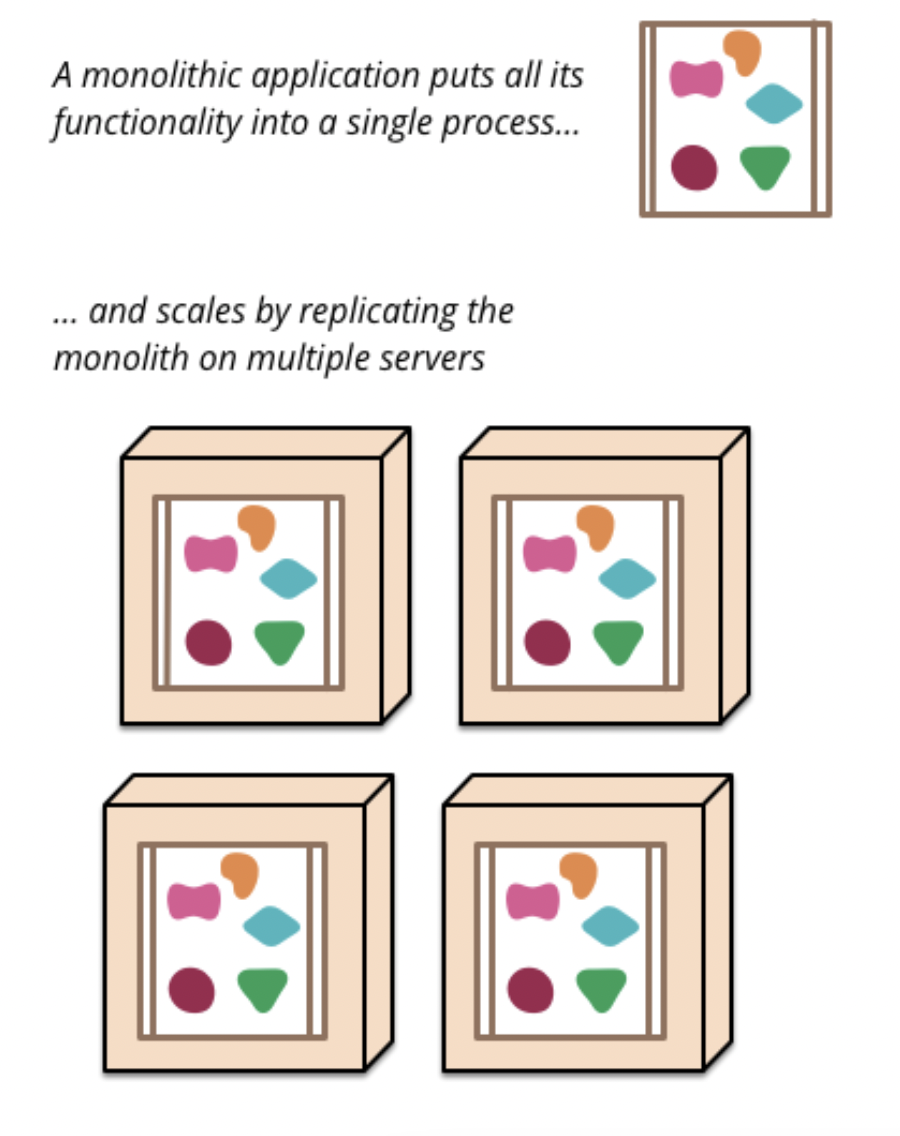 A monolithic application puts all its
functionality into a single process...
... and scales by replicating the
monolith on multiple servers